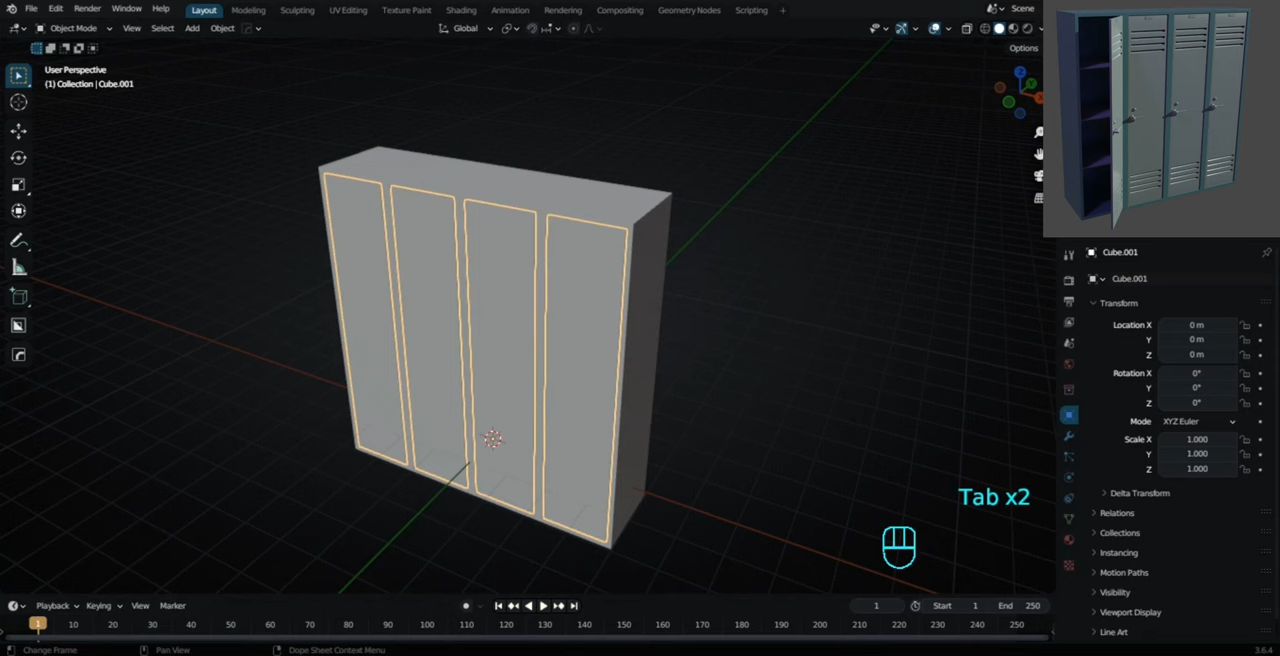 File Edit Render Window Help Layout Modeling Sculpting UV Editing Texture Paint Shading Animation Rendering Compositing Geometry Nodes Scripting + Scene
Object Mode View Select Add Object Global
Options
User Perspective
(1) Collection | Cube.001
Z
Y
X
Cube.001
Cube.001
Transform
Location X 0 m
Y 0 m
Z 0 m
Rotation X 0°
Y 0°
Z 0°
Mode XYZ Euler
Scale X 1.000
Y 1.000
Z 1.000
Delta Transform
Relations
Collections
Instancing
Motion Paths
Visibility
Viewport Display
Line Art
Tab x2
Playback Keying View Marker 1 Start 1 End 250
1 10 20 30 40 50 60 70 80 90 100 110 120 130 140 150 160 170 180 190 200 210 220 230 240 250
Change Frame Pan View Dope Sheet Context Menu 3.6.4